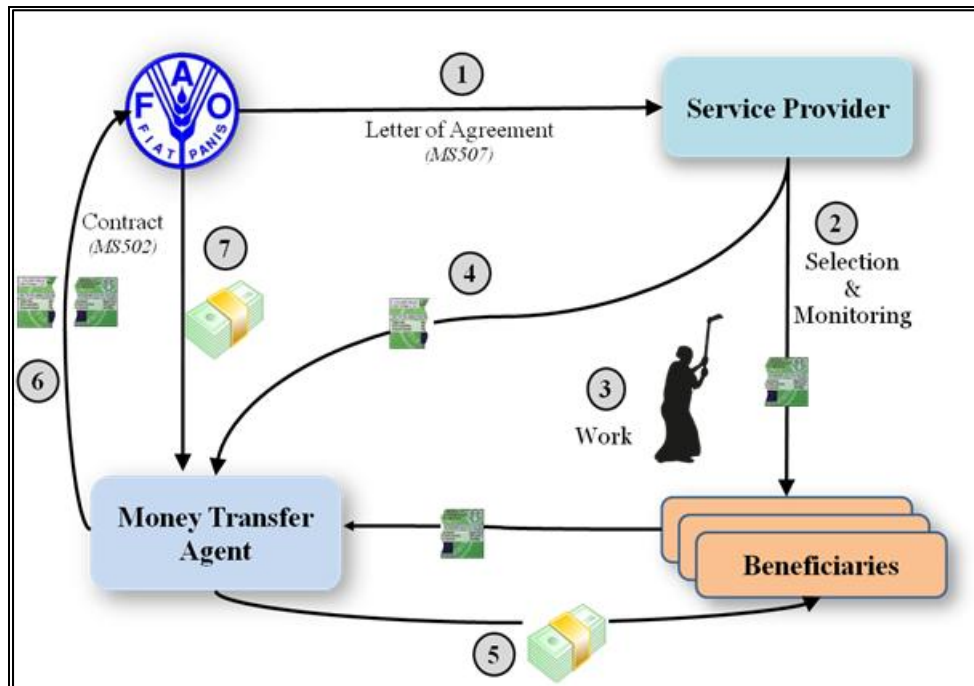 F A O
FIAT PANIS
1
Letter of Agreement
(MS507)
Service Provider
Contract
(MS502)
7
4
2
Selection
&
Monitoring
6
3
Work
Money Transfer
Agent
Beneficiaries
5